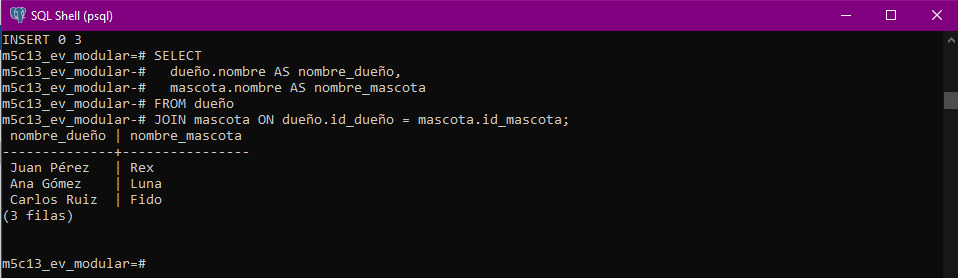 SQL Shell (psql)
INSERT 0 3
m5c13_ev_modular=# SELECT
m5c13_ev_modular-#   dueño.nombre AS nombre_dueño,
m5c13_ev_modular-#   mascota.nombre AS nombre_mascota
m5c13_ev_modular-# FROM dueño
m5c13_ev_modular-# JOIN mascota ON dueño.id_dueño = mascota.id_mascota;
 nombre_dueño | nombre_mascota
--------------+----------------
 Juan Pérez   | Rex
 Ana Gómez    | Luna
 Carlos Ruiz  | Fido
(3 filas)
m5c13_ev_modular=#